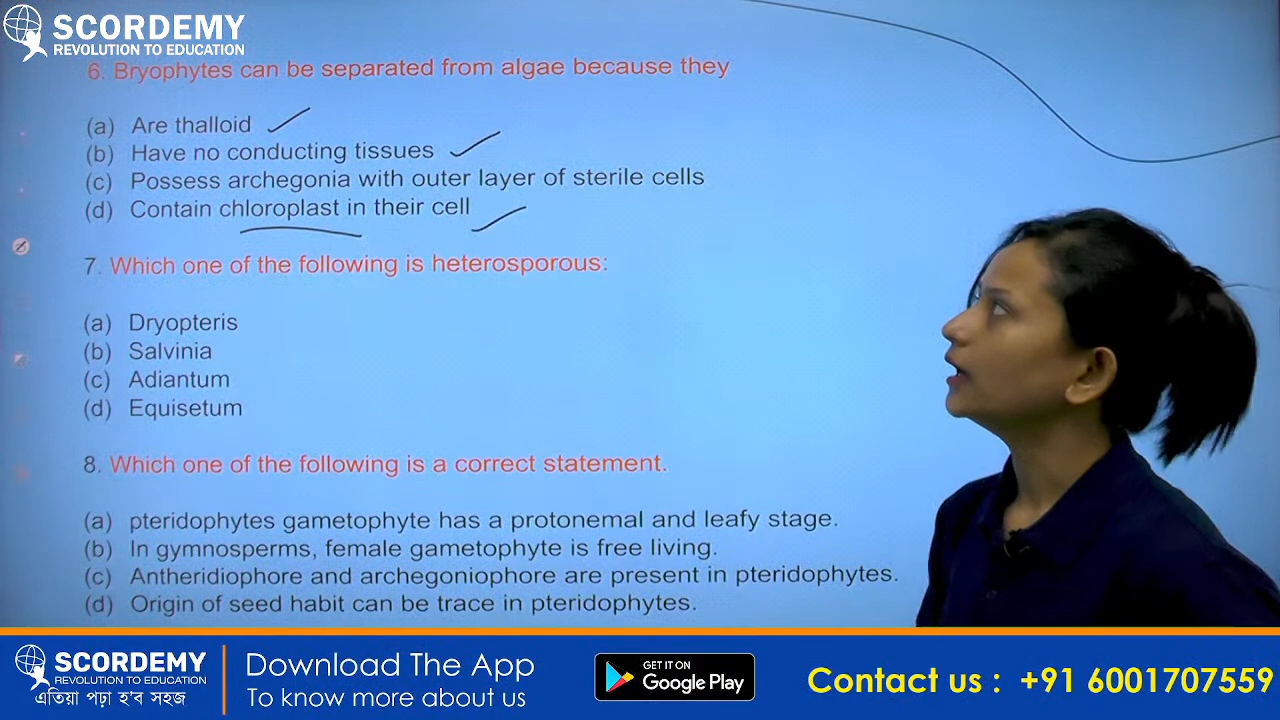 SCORDEMY
REVOLUTION TO EDUCATION
6. Bryophytes can be separated from algae because they
(a) Are thalloid
(b) Have no conducting tissues
(c) Possess archegonia with outer layer of sterile cells
(d) Contain chloroplast in their cell
7. Which one of the following is heterosporous:
(a) Dryopteris
(b) Salvinia
(c) Adiantum
(d) Equisetum
8. Which one of the following is a correct statement.
(a) pteridophytes gametophyte has a protonemal and leafy stage.
(b) In gymnosperms, female gametophyte is free living.
(c) Antheridiophore and archegoniophore are present in pteridophytes.
(d) Origin of seed habit can be trace in pteridophytes.
SCORDEMY
REVOLUTION TO EDUCATION
এতিয়া পঢ়া হ'ব সহজ
Download The App
To know more about us
GET IT ON
Google Play
Contact us : +91 6001707559